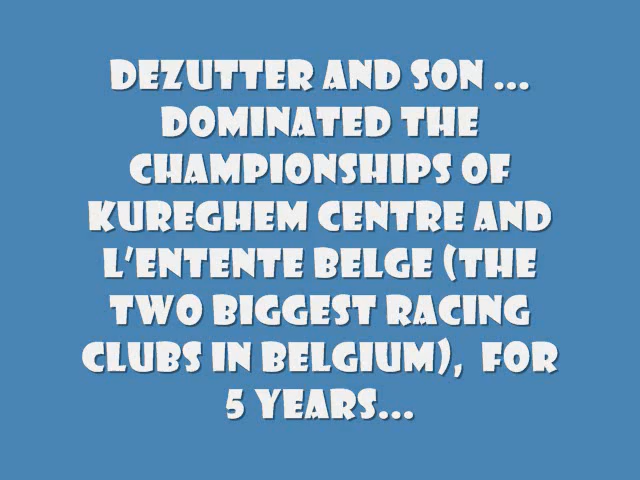 DEZUTTER AND SON ...
DOMINATED THE
CHAMPIONSHIPS OF
KUREGHEM CENTRE AND
L'ENTENTE BELGE (THE
TWO BIGGEST RACING
CLUBS IN BELGIUM),  FOR
5 YEARS...